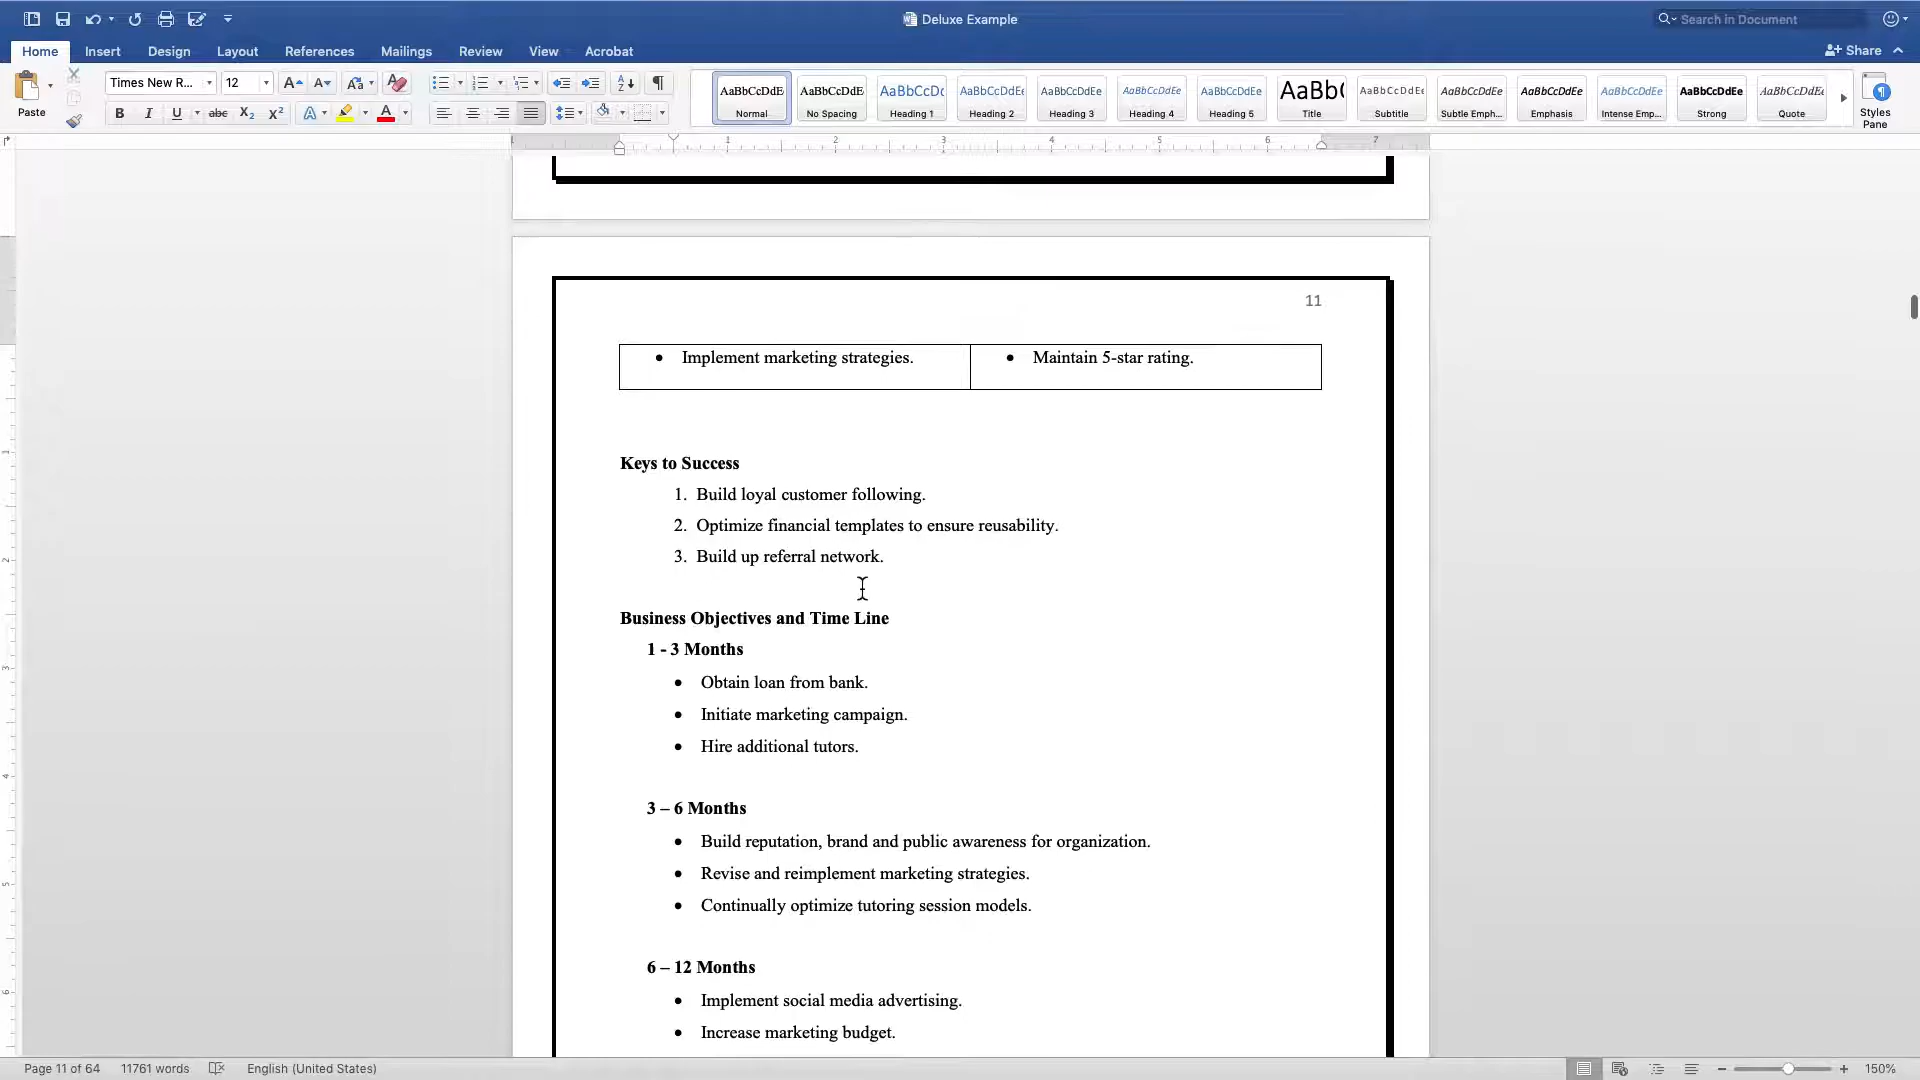 Deluxe Example
Search in Document
Home Insert Design Layout References Mailings Review View Acrobat
Share
Paste
Times New R... 12
AaBbCcDdE AaBbCcDdE AaBbCcDc AaBbCcDdEe AaBbCcDdEe AaBbCcDdEe AaBbCcDdEe AaBb( AaBbCcDdEe AaBbCcDdEe AaBbCcDdEe AaBbCcDdEe AaBbCcDdEe AaBbCcDdEe
Normal No Spacing Heading 1 Heading 2 Heading 3 Heading 4 Heading 5 Title Subtitle Subtle Emph... Emphasis Intense Emp... Strong Quote
Styles Pane
1 2 3 4 5 6 7
11
• Implement marketing strategies.
• Maintain 5-star rating.
Keys to Success
1. Build loyal customer following.
2. Optimize financial templates to ensure reusability.
3. Build up referral network.
Business Objectives and Time Line
1 - 3 Months
• Obtain loan from bank.
• Initiate marketing campaign.
• Hire additional tutors.
3 – 6 Months
• Build reputation, brand and public awareness for organization.
• Revise and reimplement marketing strategies.
• Continually optimize tutoring session models.
6 – 12 Months
• Implement social media advertising.
• Increase marketing budget.
Page 11 of 64 11761 words English (United States) 150%